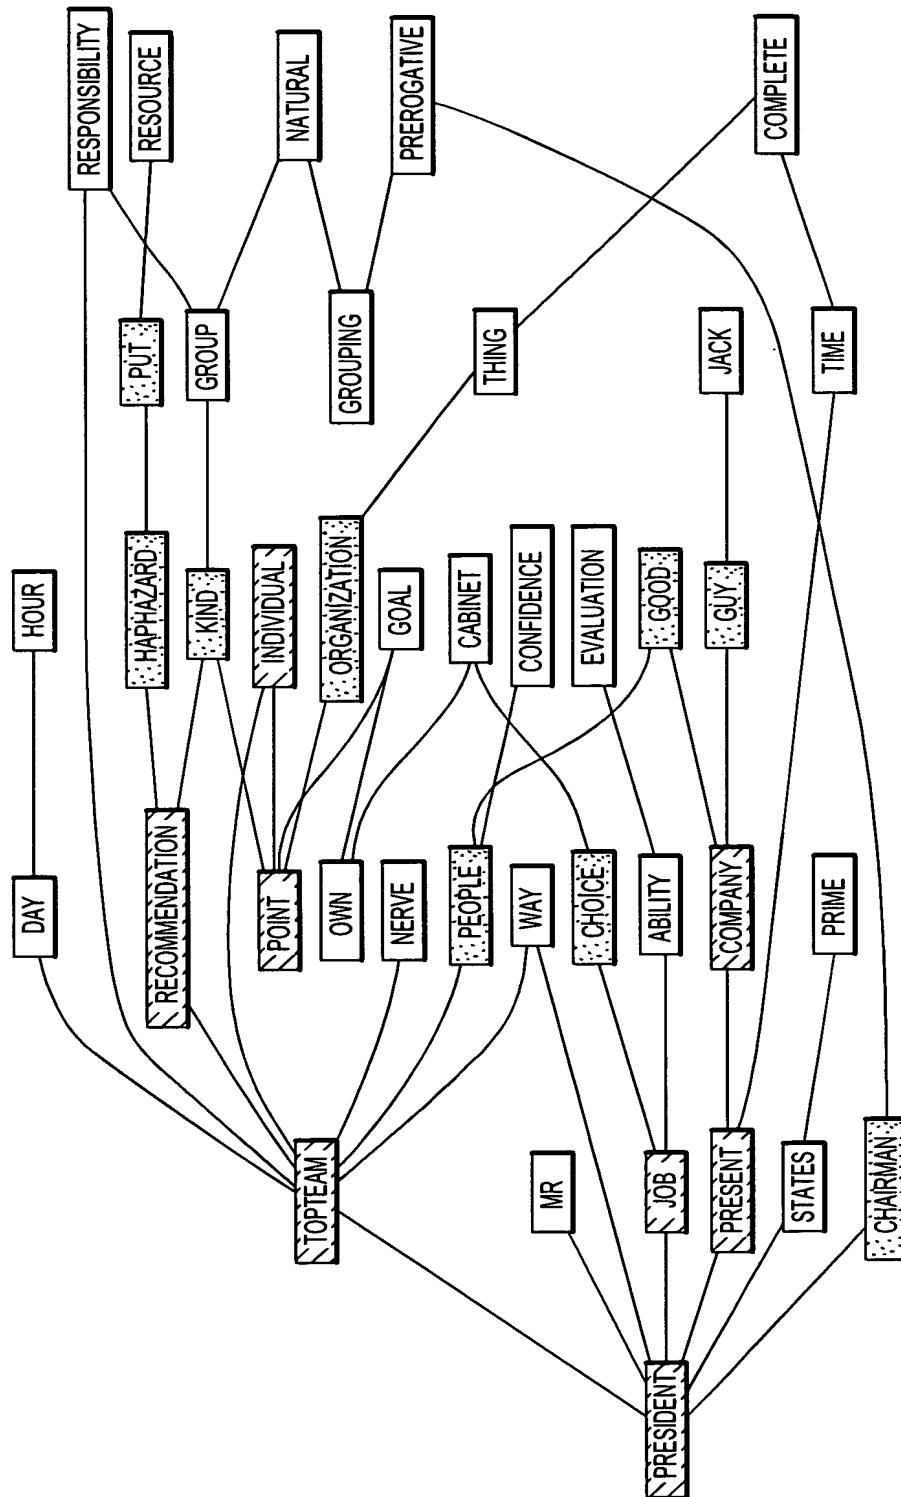 RESPONSIBILITY
RESOURCE
NATURAL
PREROGATIVE
COMPLETE
PUT
GROUP
GROUPING
THING
JACK
TIME
HOUR
HAPHAZARD
KIND
INDIVIDUAL
ORGANIZATION
GOAL
CABINET
CONFIDENCE
EVALUATION
GOOD
GUY
DAY
RECOMMENDATION
POINT
OWN
NERVE
PEOPLE
WAY
CHOICE
ABILITY
COMPANY
PRIME
TOPTEAM
MR
JOB
PRESENT
STATES
CHAIRMAN
PRESIDENT